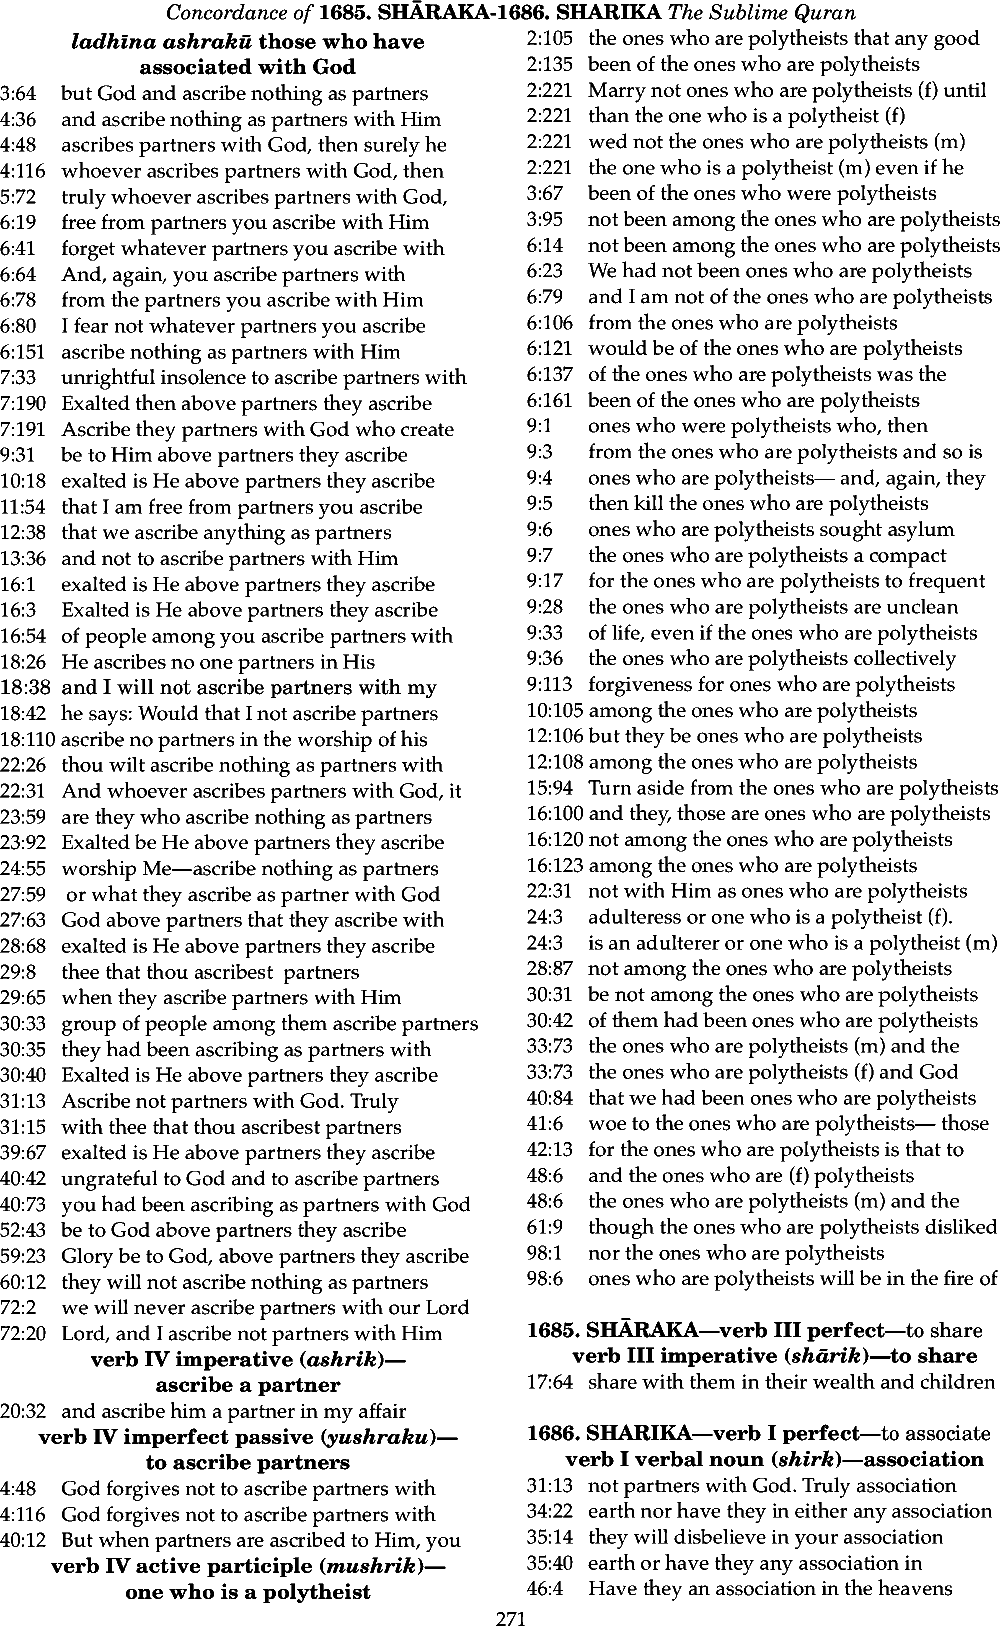 Concordance of 1685. SHĀRAKA-1686. SHARIKA The Sublime Quran
ladhīna ashrakū those who have
associated with God
3:64 but God and ascribe nothing as partners
4:36 and ascribe nothing as partners with Him
4:48 ascribes partners with God, then surely he
4:116 whoever ascribes partners with God, then
5:72 truly whoever ascribes partners with God,
6:19 free from partners you ascribe with Him
6:41 forget whatever partners you ascribe with
6:64 And, again, you ascribe partners with
6:78 from the partners you ascribe with Him
6:80 I fear not whatever partners you ascribe
6:151 ascribe nothing as partners with Him
7:33 unrightful insolence to ascribe partners with
7:190 Exalted then above partners they ascribe
7:191 Ascribe they partners with God who create
9:31 be to Him above partners they ascribe
10:18 exalted is He above partners they ascribe
11:54 that I am free from partners you ascribe
12:38 that we ascribe anything as partners
13:36 and not to ascribe partners with Him
16:1 exalted is He above partners they ascribe
16:3 Exalted is He above partners they ascribe
16:54 of people among you ascribe partners with
18:26 He ascribes no one partners in His
18:38 and I will not ascribe partners with my
18:42 he says: Would that I not ascribe partners
18:110 ascribe no partners in the worship of his
22:26 thou wilt ascribe nothing as partners with
22:31 And whoever ascribes partners with God, it
23:59 are they who ascribe nothing as partners
23:92 Exalted be He above partners they ascribe
24:55 worship Me—ascribe nothing as partners
27:59 or what they ascribe as partner with God
27:63 God above partners that they ascribe with
28:68 exalted is He above partners they ascribe
29:8 thee that thou ascribest partners
29:65 when they ascribe partners with Him
30:33 group of people among them ascribe partners
30:35 they had been ascribing as partners with
30:40 Exalted is He above partners they ascribe
31:13 Ascribe not partners with God. Truly
31:15 with thee that thou ascribest partners
39:67 exalted is He above partners they ascribe
40:42 ungrateful to God and to ascribe partners
40:73 you had been ascribing as partners with God
52:43 be to God above partners they ascribe
59:23 Glory be to God, above partners they ascribe
60:12 they will not ascribe nothing as partners
72:2 we will never ascribe partners with our Lord
72:20 Lord, and I ascribe not partners with Him
verb IV imperative (ashrik)—
ascribe a partner
20:32 and ascribe him a partner in my affair
verb IV imperfect passive (yushraku)—
to ascribe partners
4:48 God forgives not to ascribe partners with
4:116 God forgives not to ascribe partners with
40:12 But when partners are ascribed to Him, you
verb IV active participle (mushrik)—
one who is a polytheist
2:105 the ones who are polytheists that any good
2:135 been of the ones who are polytheists
2:221 Marry not ones who are polytheists (f) until
2:221 than the one who is a polytheist (f)
2:221 wed not the ones who are polytheists (m)
2:221 the one who is a polytheist (m) even if he
3:67 been of the ones who were polytheists
3:95 not been among the ones who are polytheists
6:14 not been among the ones who are polytheists
6:23 We had not been ones who are polytheists
6:79 and I am not of the ones who are polytheists
6:106 from the ones who are polytheists
6:121 would be of the ones who are polytheists
6:137 of the ones who are polytheists was the
6:161 been of the ones who are polytheists
9:1 ones who were polytheists who, then
9:3 from the ones who are polytheists and so is
9:4 ones who are polytheists— and, again, they
9:5 then kill the ones who are polytheists
9:6 ones who are polytheists sought asylum
9:7 the ones who are polytheists a compact
9:17 for the ones who are polytheists to frequent
9:28 the ones who are polytheists are unclean
9:33 of life, even if the ones who are polytheists
9:36 the ones who are polytheists collectively
9:113 forgiveness for ones who are polytheists
10:105 among the ones who are polytheists
12:106 but they be ones who are polytheists
12:108 among the ones who are polytheists
15:94 Turn aside from the ones who are polytheists
16:100 and they, those are ones who are polytheists
16:120 not among the ones who are polytheists
16:123 among the ones who are polytheists
22:31 not with Him as ones who are polytheists
24:3 adulteress or one who is a polytheist (f).
24:3 is an adulterer or one who is a polytheist (m)
28:87 not among the ones who are polytheists
30:31 be not among the ones who are polytheists
30:42 of them had been ones who are polytheists
33:73 the ones who are polytheists (m) and the
33:73 the ones who are polytheists (f) and God
40:84 that we had been ones who are polytheists
41:6 woe to the ones who are polytheists— those
42:13 for the ones who are polytheists is that to
48:6 and the ones who are (f) polytheists
48:6 the ones who are polytheists (m) and the
61:9 though the ones who are polytheists disliked
98:1 nor the ones who are polytheists
98:6 ones who are polytheists will be in the fire of
1685. SHĀRAKA—verb III perfect—to share
verb III imperative (shārik)—to share
17:64 share with them in their wealth and children
1686. SHARIKA—verb I perfect—to associate
verb I verbal noun (shirk)—association
31:13 not partners with God. Truly association
34:22 earth nor have they in either any association
35:14 they will disbelieve in your association
35:40 earth or have they any association in
46:4 Have they an association in the heavens
271